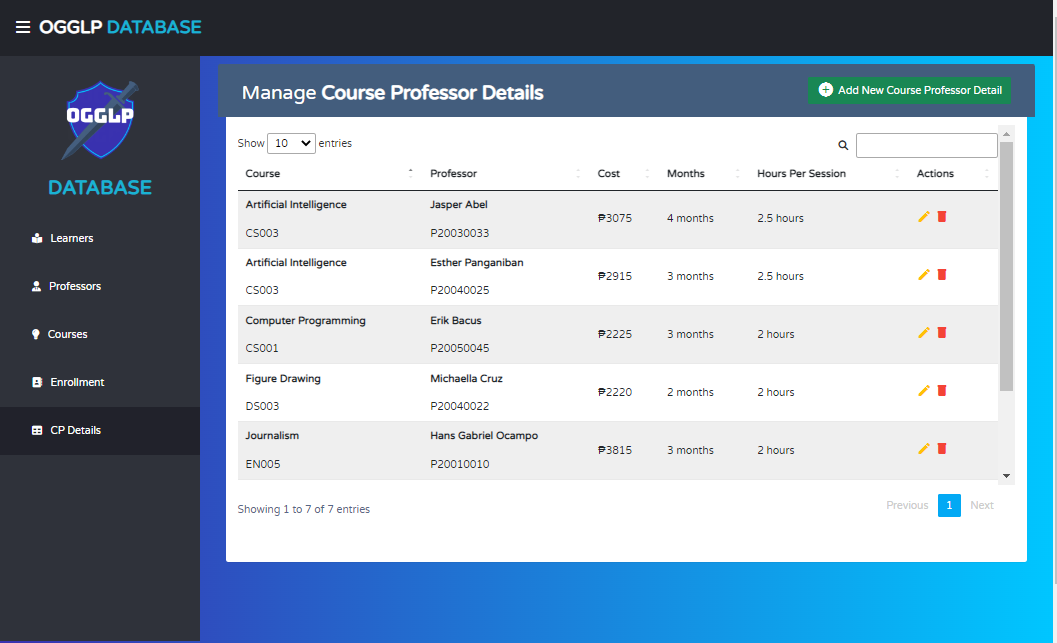 OGGLP DATABASE
OGGLP
DATABASE
Learners
Professors
Courses
Enrollment
CP Details
Manage Course Professor Details
Add New Course Professor Detail
Show 10 entries
Course Professor Cost Months Hours Per Session Actions
Artificial Intelligence Jasper Abel
₱3075 4 months 2.5 hours
CS003 P20030033
Artificial Intelligence Esther Panganiban
₱2915 3 months 2.5 hours
CS003 P20040025
Computer Programming Erik Bacus
₱2225 3 months 2 hours
CS001 P20050045
Figure Drawing Michaella Cruz
₱2220 2 months 2 hours
DS003 P20040022
Journalism Hans Gabriel Ocampo
₱3815 3 months 2 hours
EN005 P20010010
Showing 1 to 7 of 7 entries
Previous 1 Next